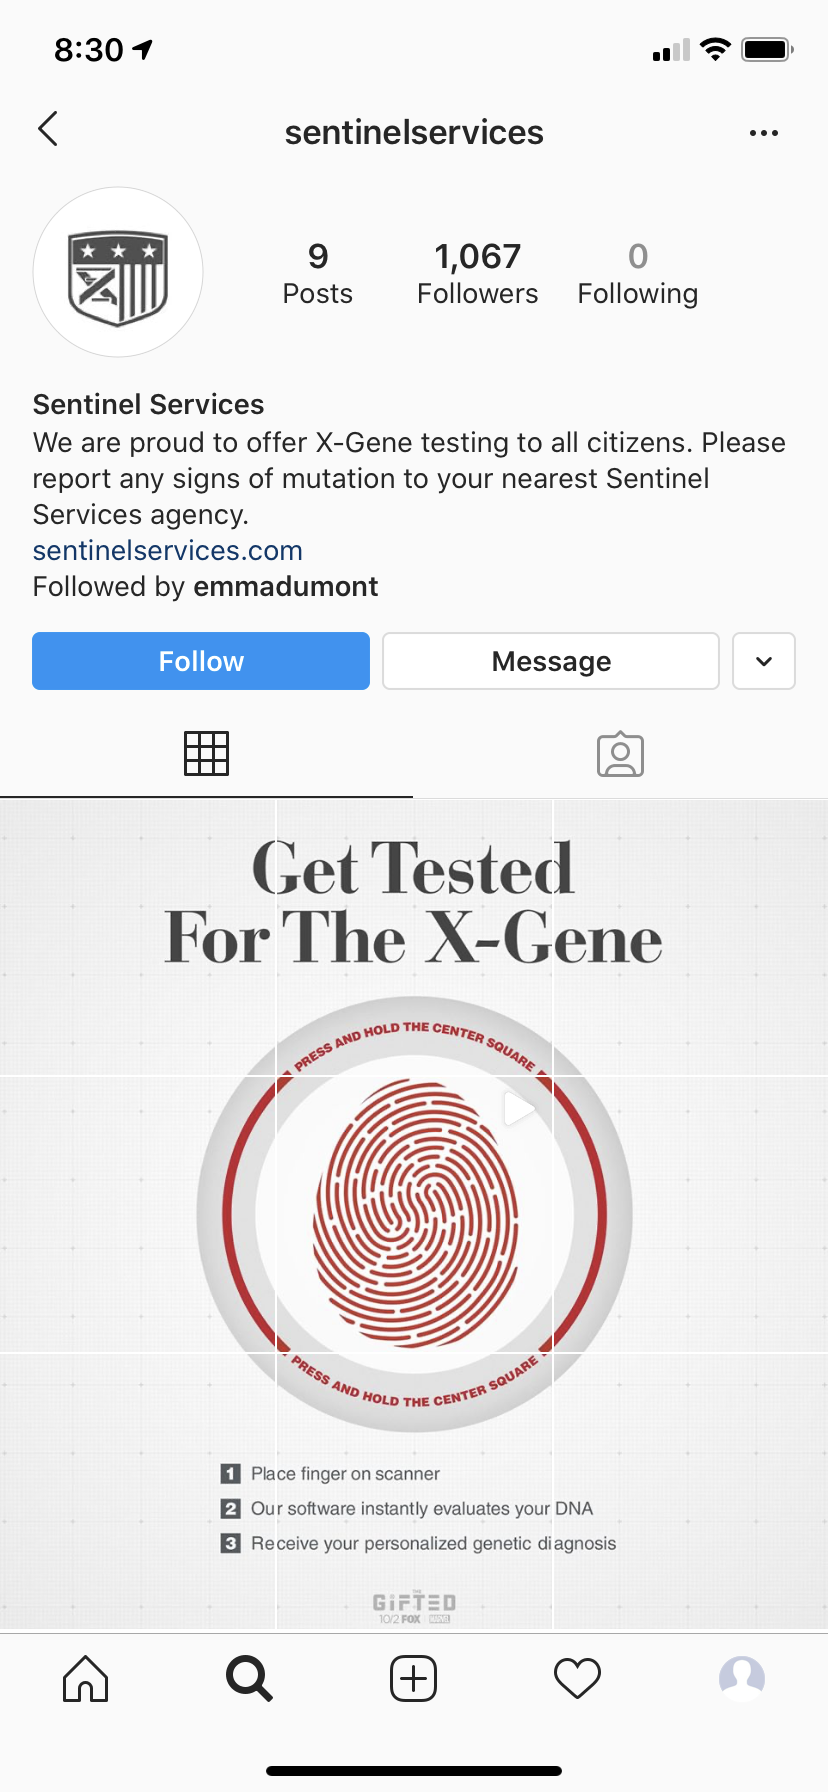 8:30
sentinelservices
9
Posts
1,067
Followers
0
Following
Sentinel Services
We are proud to offer X-Gene testing to all citizens. Please
report any signs of mutation to your nearest Sentinel
Services agency.
sentinelservices.com
Followed by emmadumont
Follow
Message
Get Tested
For The X-Gene
PRESS AND HOLD THE CENTER SQUARE
PRESS AND HOLD THE CENTER SQUARE
1 Place finger on scanner
2 Our software instantly evaluates your DNA
3 Receive your personalized genetic diagnosis
THE
GIFTED
10/2 FOX MARVEL